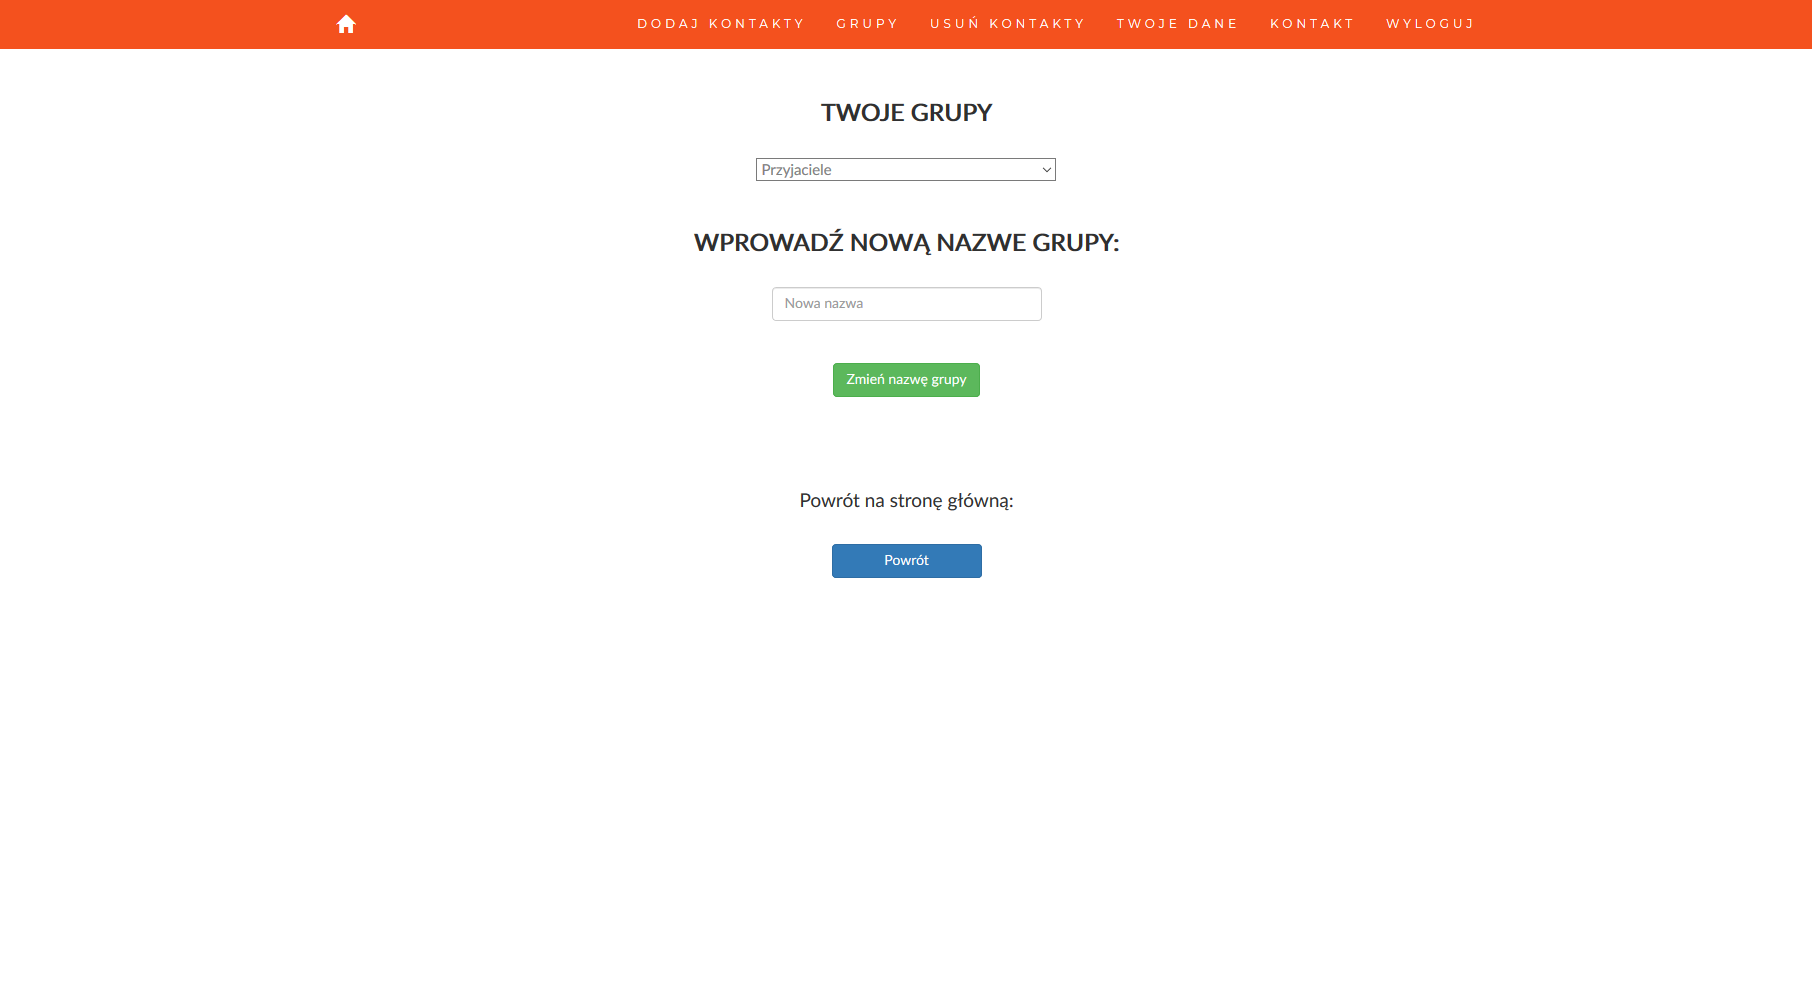 DODAJ KONTAKTY GRUPY USUŃ KONTAKTY TWOJE DANE KONTAKT WYLOGUJ
TWOJE GRUPY
Przyjaciele
WPROWADŹ NOWĄ NAZWE GRUPY:
Nowa nazwa
Zmień nazwę grupy
Powrót na stronę główną:
Powrót